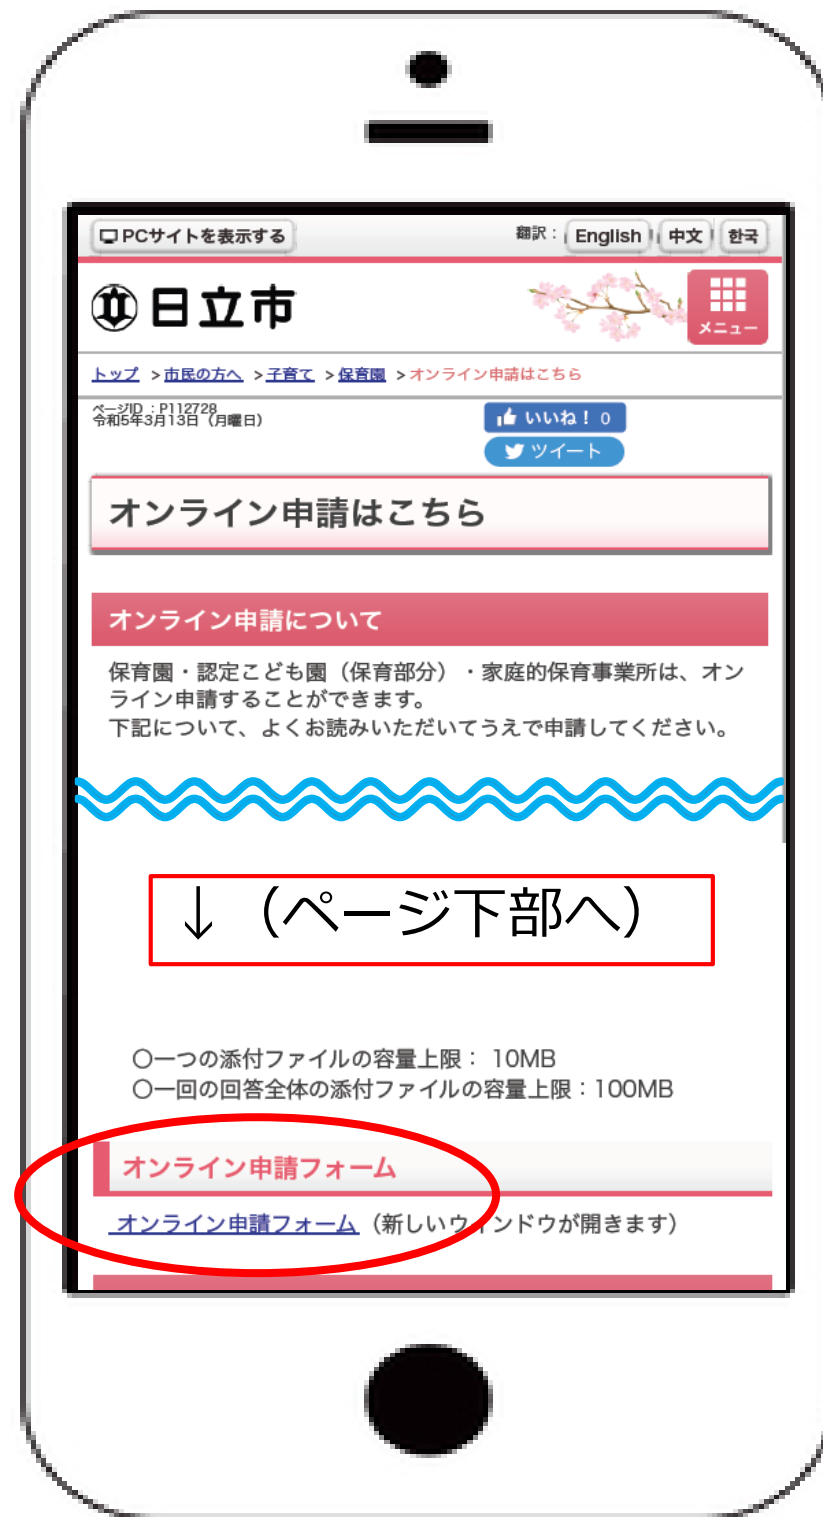 PCサイトを表示する 翻訳： English 中文 한국
日立市 メニュー
トップ >市民の方へ >子育て >保育園 >オンライン申請はこちら
ページID：P112728
令和5年3月13日（月曜日）
いいね！ 0
ツイート
オンライン申請はこちら
オンライン申請について
保育園・認定こども園（保育部分）・家庭的保育事業所は、オン
ライン申請することができます。
下記について、よくお読みいただいてうえで申請してください。
↓（ページ下部へ）
〇一つの添付ファイルの容量上限： 10MB
〇一回の回答全体の添付ファイルの容量上限：100MB
オンライン申請フォーム
オンライン申請フォーム（新しいウィンドウが開きます）